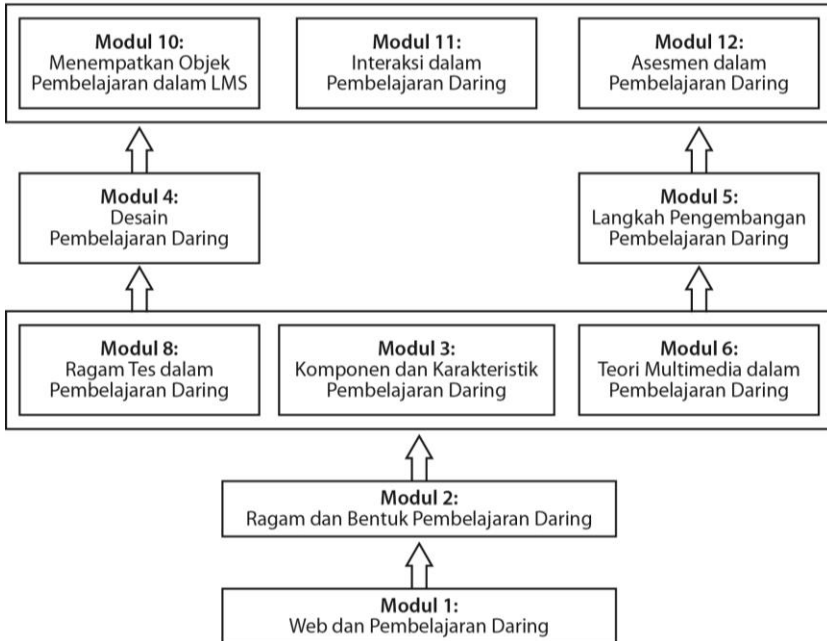 Modul 10:
Menempatkan Objek
Pembelajaran dalam LMS
Modul 11:
Interaksi dalam
Pembelajaran Daring
Modul 12:
Asesmen dalam
Pembelajaran Daring
Modul 4:
Desain
Pembelajaran Daring
Modul 5:
Langkah Pengembangan
Pembelajaran Daring
Modul 8:
Ragam Tes dalam
Pembelajaran Daring
Modul 3:
Komponen dan Karakteristik
Pembelajaran Daring
Modul 6:
Teori Multimedia dalam
Pembelajaran Daring
Modul 2:
Ragam dan Bentuk Pembelajaran Daring
Modul 1:
Web dan Pembelajaran Daring